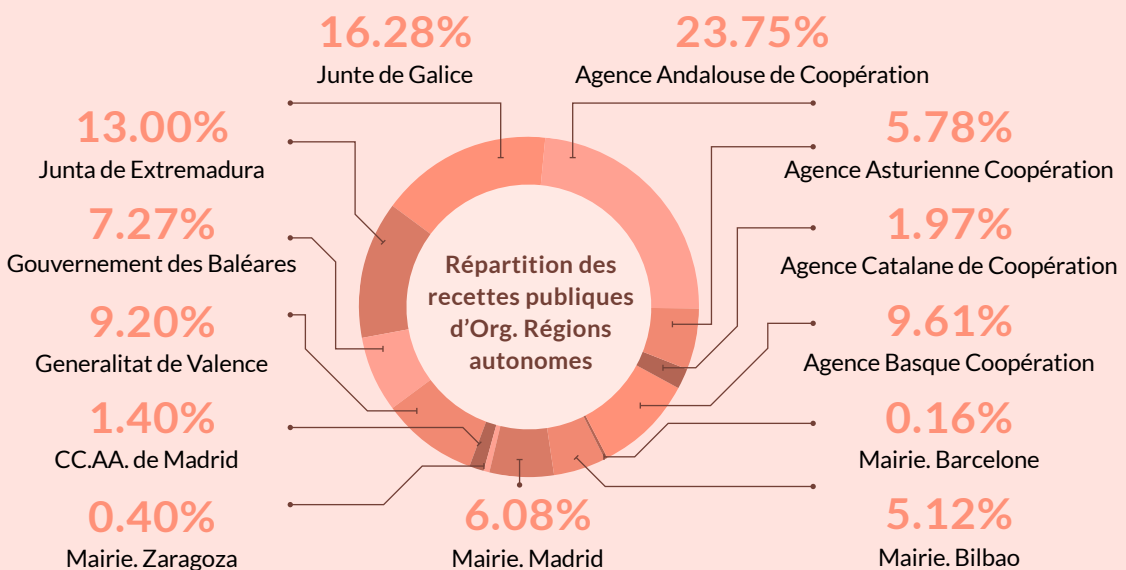 16.28%
Junte de Galice
23.75%
Agence Andalouse de Coopération
13.00%
Junta de Extremadura
5.78%
Agence Asturienne Coopération
7.27%
Gouvernement des Baléares
1.97%
Agence Catalane de Coopération
Répartition des
recettes publiques
d’Org. Régions
autonomes
9.20%
Generalitat de Valence
9.61%
Agence Basque Coopération
1.40%
CC.AA. de Madrid
0.16%
Mairie. Barcelone
0.40%
Mairie. Zaragoza
6.08%
Mairie. Madrid
5.12%
Mairie. Bilbao